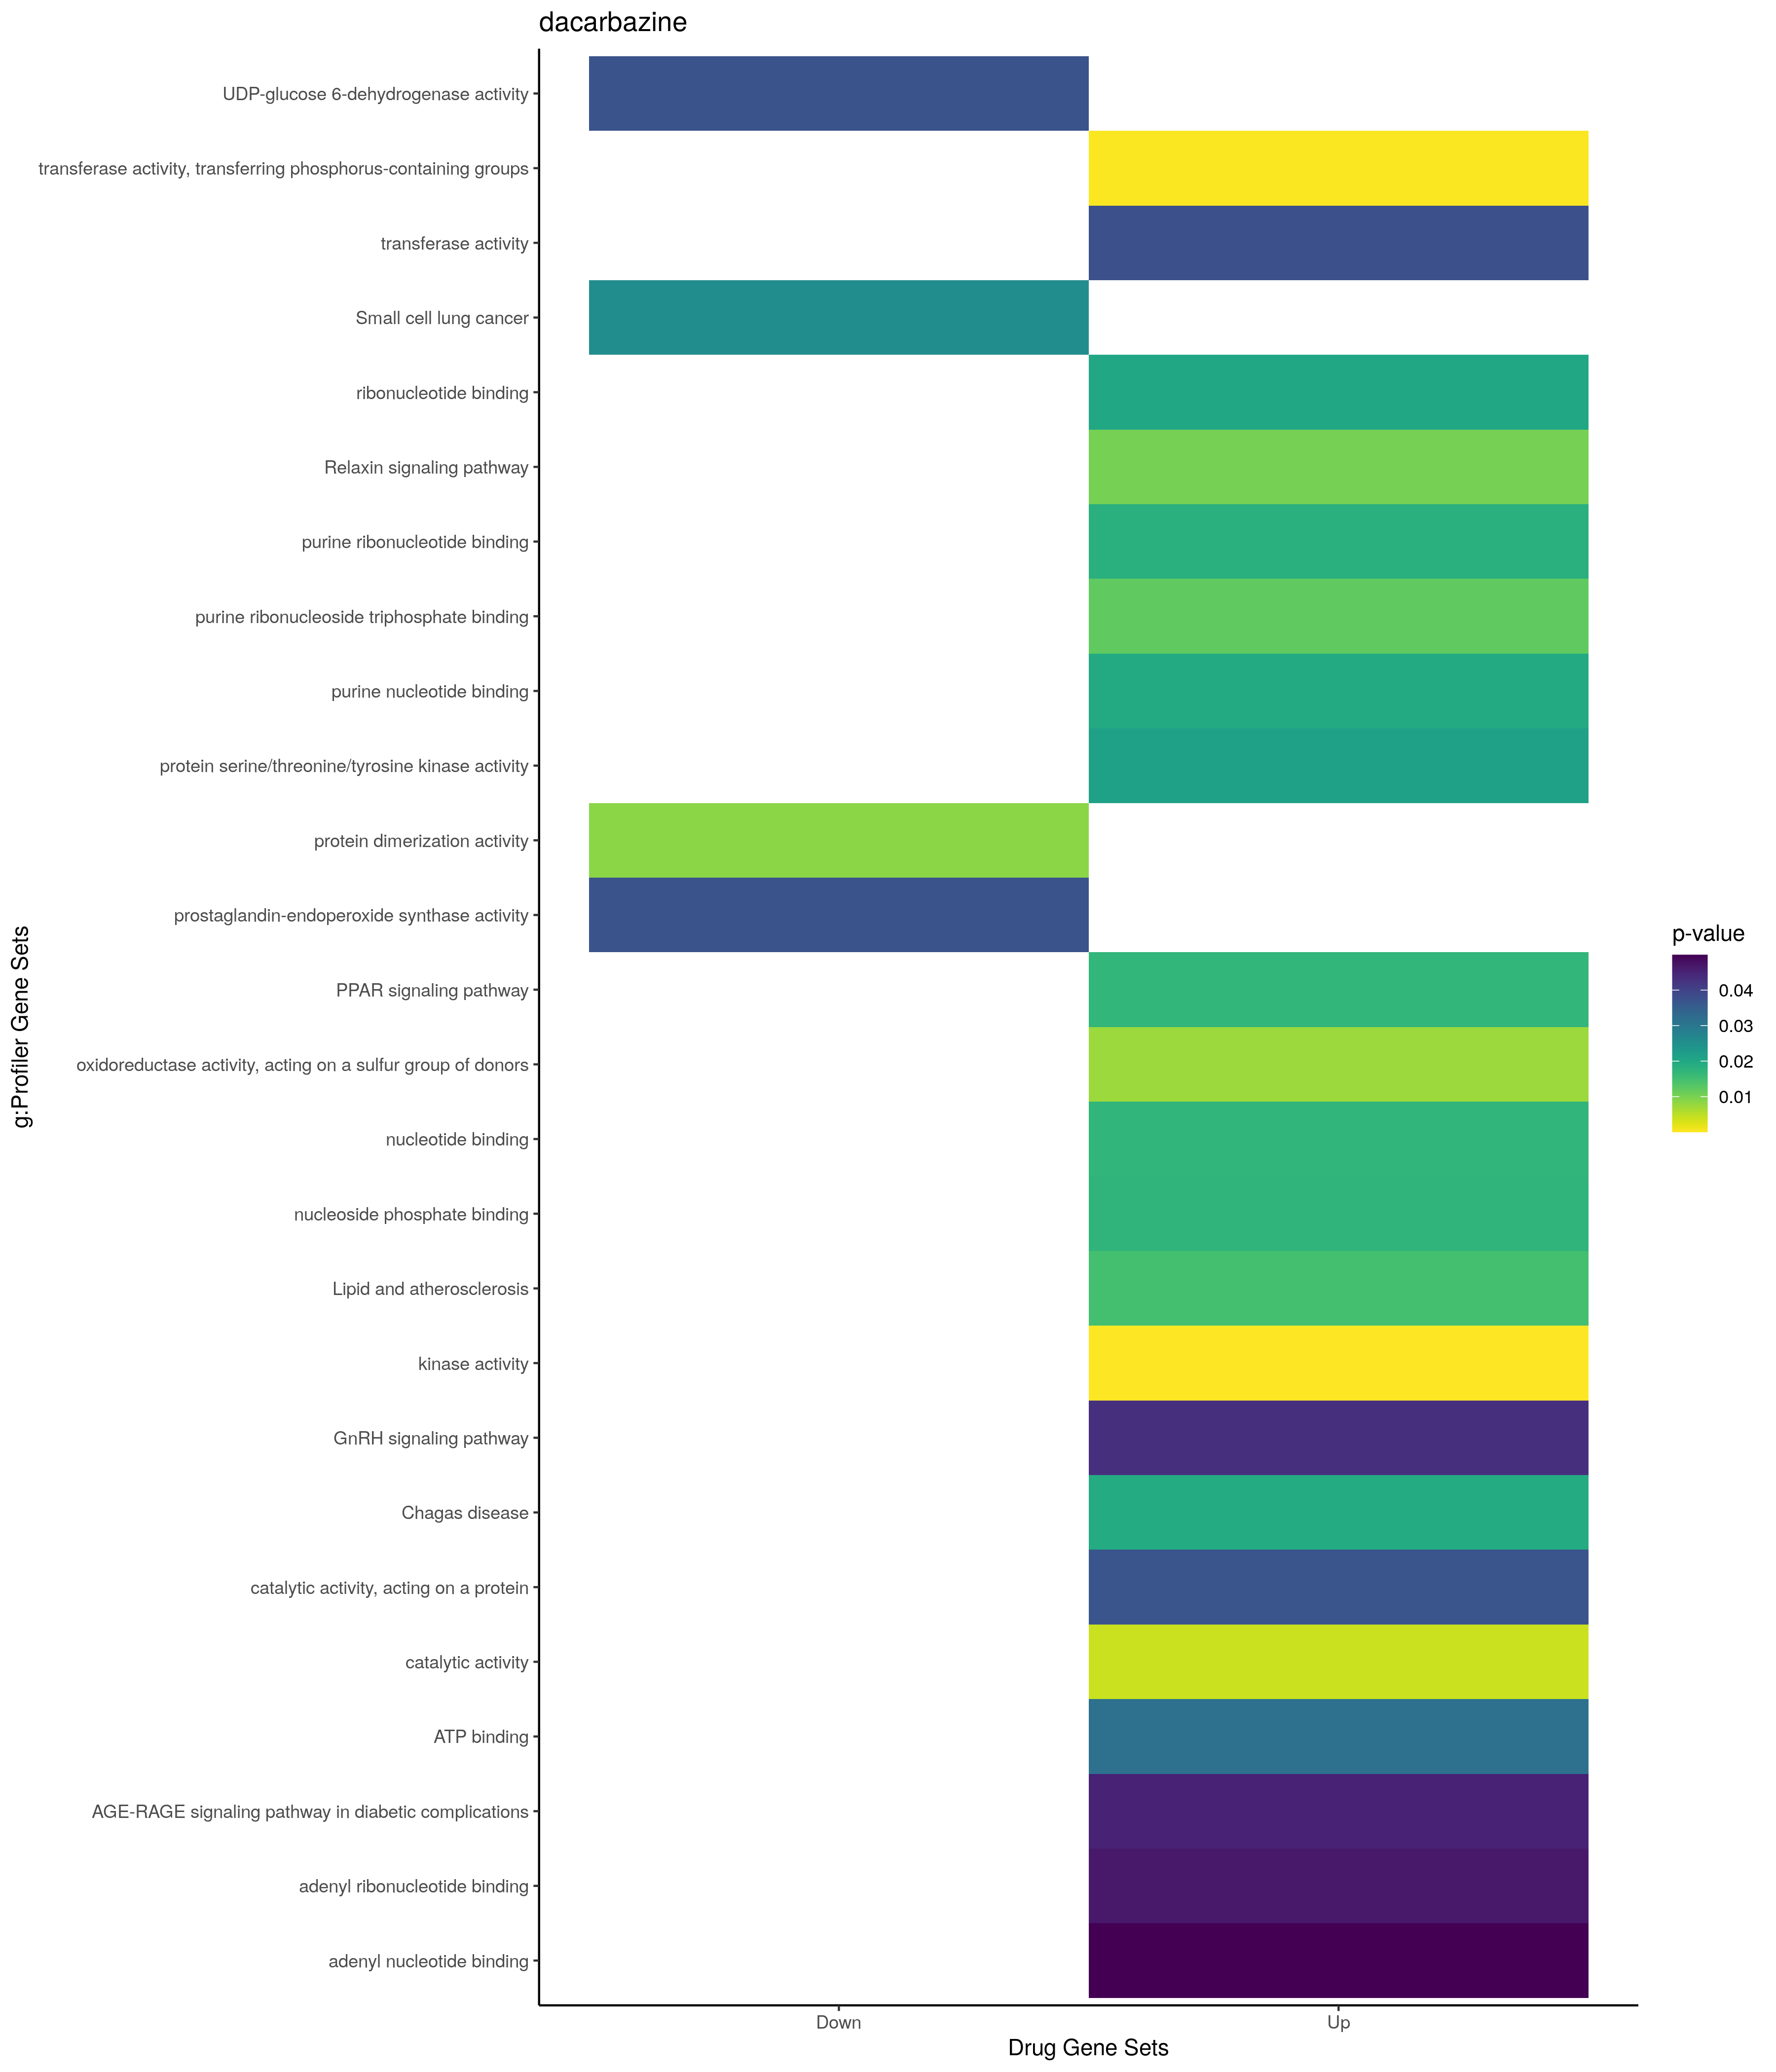 dacarbazine
UDP-glucose 6-dehydrogenase activity
transferase activity, transferring phosphorus-containing groups
transferase activity
Small cell lung cancer
ribonucleotide binding
Relaxin signaling pathway
purine ribonucleotide binding
purine ribonucleoside triphosphate binding
purine nucleotide binding
protein serine/threonine/tyrosine kinase activity
protein dimerization activity
prostaglandin-endoperoxide synthase activity
PPAR signaling pathway
oxidoreductase activity, acting on a sulfur group of donors
nucleotide binding
nucleoside phosphate binding
Lipid and atherosclerosis
kinase activity
GnRH signaling pathway
Chagas disease
catalytic activity, acting on a protein
catalytic activity
ATP binding
AGE-RAGE signaling pathway in diabetic complications
adenyl ribonucleotide binding
adenyl nucleotide binding
g:Profiler Gene Sets
Down
Up
Drug Gene Sets
p-value
0.04
0.03
0.02
0.01